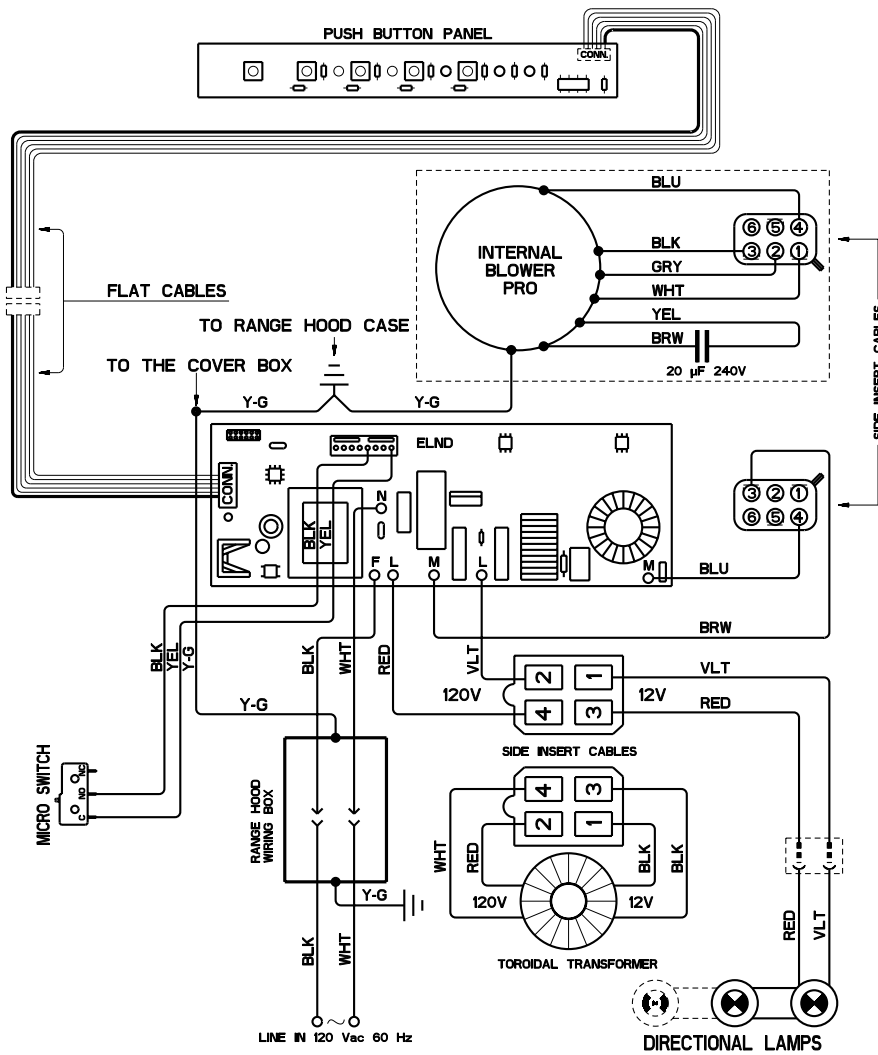 PUSH BUTTON PANEL
CONN.
BLU
6 5 4
3 2 1
INTERNAL
BLOWER
PRO
BLK
GRY
WHT
YEL
BRW
20 µF 240V
FLAT CABLES
TO RANGE HOOD CASE
TO THE COVER BOX
Y-G
Y-G
SIDE INSERT CABLES
ELND
CONN.
N
BLK
YEL
F L M L M
3 2 1
6 5 4
BLU
BRW
BLK
YEL
Y-G
BLK
WHT
RED
VLT
2 1
4 3
120V
12V
VLT
RED
SIDE INSERT CABLES
Y-G
MICRO SWITCH
NC
NO
C
RANGE HOOD
WIRING BOX
4 3
2 1
WHT
RED
BLK
BLK
120V
12V
TOROIDAL TRANSFORMER
Y-G
BLK
WHT
RED
VLT
LINE IN 120 Vac 60 Hz
DIRECTIONAL LAMPS